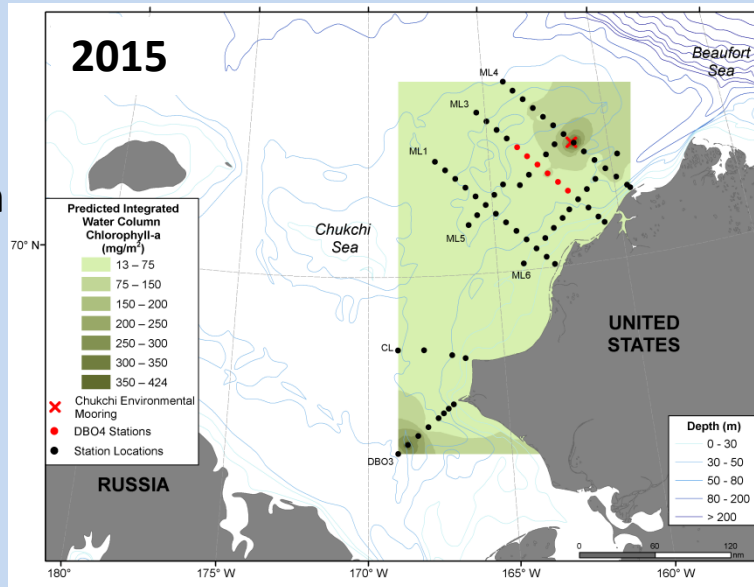 2015
Beaufort
Sea
ML4
ML3
ML1
n
Predicted Integrated
Water Column
Chlorophyll-a
(mg/m²)
13 – 75
75 – 150
150 – 200
200 – 250
250 – 300
300 – 350
350 – 424
Chukchi Environmental
Mooring
DBO4 Stations
Station Locations
Chukchi
Sea
70° N
ML5
ML6
UNITED
STATES
CL
DBO3
RUSSIA
Depth (m)
0 - 30
30 - 50
50 - 80
80 - 200
> 200
0 60 120
nm
180° 175° W 170° W 165° W 160° W